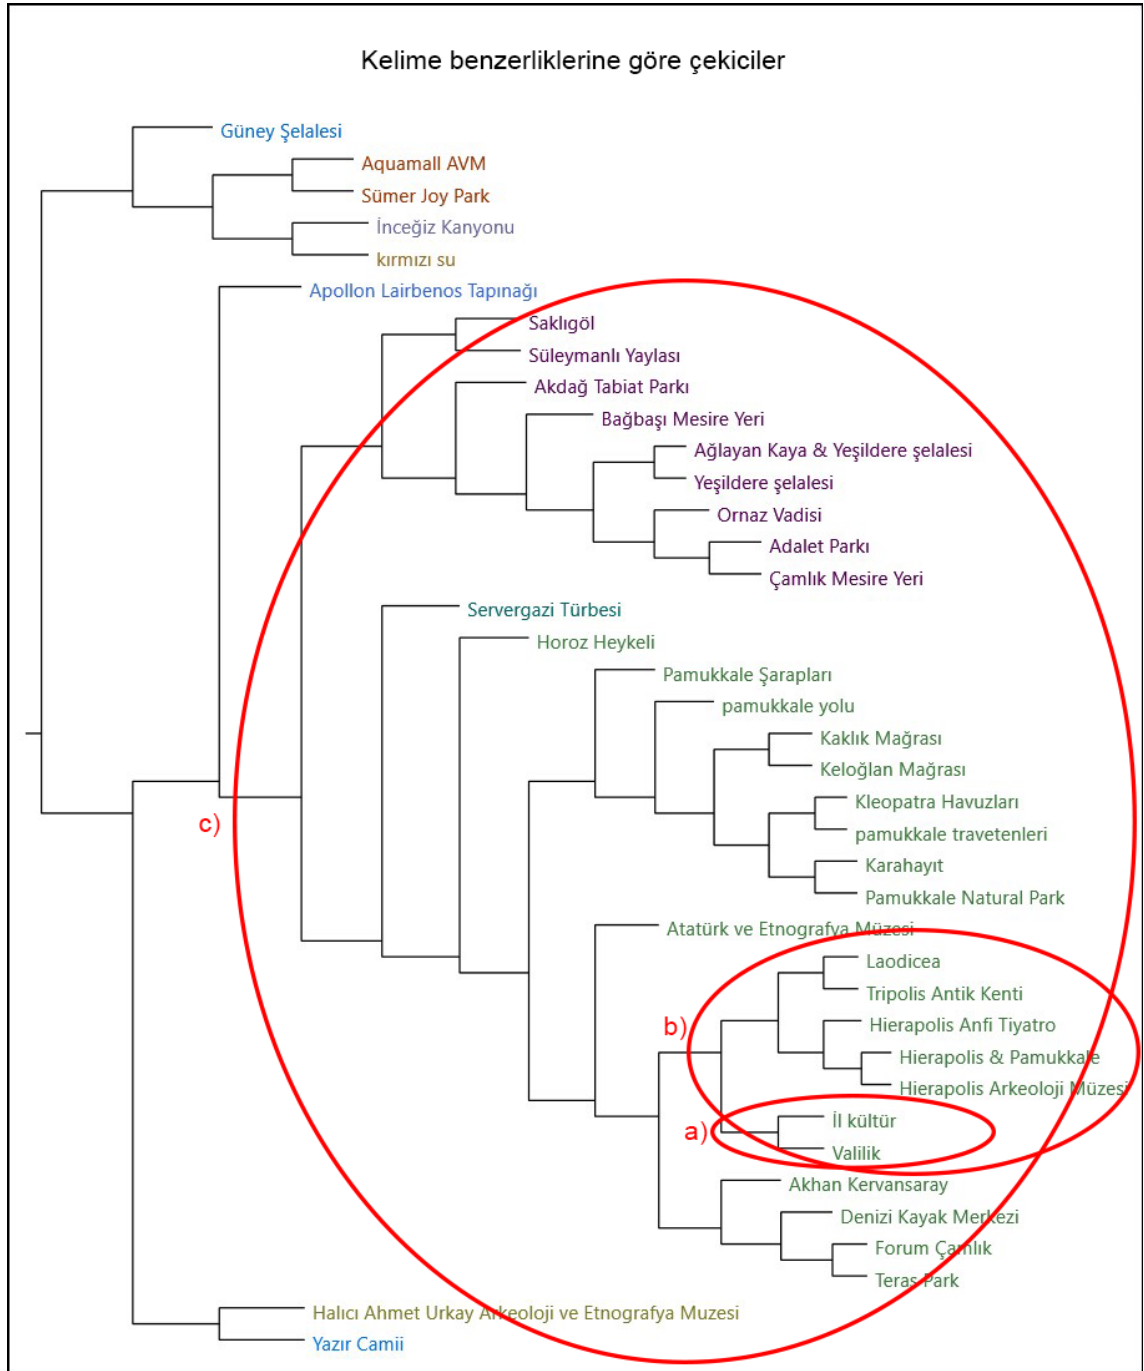 Kelime benzerliklerine göre çekiciler
Güney Şelalesi
Aquamall AVM
Sümer Joy Park
İnceğiz Kanyonu
kırmızı su
Apollon Lairbenos Tapınağı
Saklıgöl
Süleymanlı Yaylası
Akdağ Tabiat Parkı
Bağbaşı Mesire Yeri
Ağlayan Kaya & Yeşildere şelalesi
Yeşildere şelalesi
Ornaz Vadisi
Adalet Parkı
Çamlık Mesire Yeri
Servergazi Türbesi
Horoz Heykeli
Pamukkale Şarapları
pamukkale yolu
Kaklık Mağrası
Keloğlan Mağrası
Kleopatra Havuzları
c)
pamukkale travetenleri
Karahayıt
Pamukkale Natural Park
Atatürk ve Etnografya Müzesi
Laodicea
Tripolis Antik Kenti
b)
Hierapolis Anfi Tiyatro
Hierapolis & Pamukkale
Hierapolis Arkeoloji Müzesi
İl kültür
a)
Valilik
Akhan Kervansaray
Denizi Kayak Merkezi
Forum Çamlık
Teras Park
Halıcı Ahmet Urkay Arkeoloji ve Etnografya Muzesi
Yazır Camii